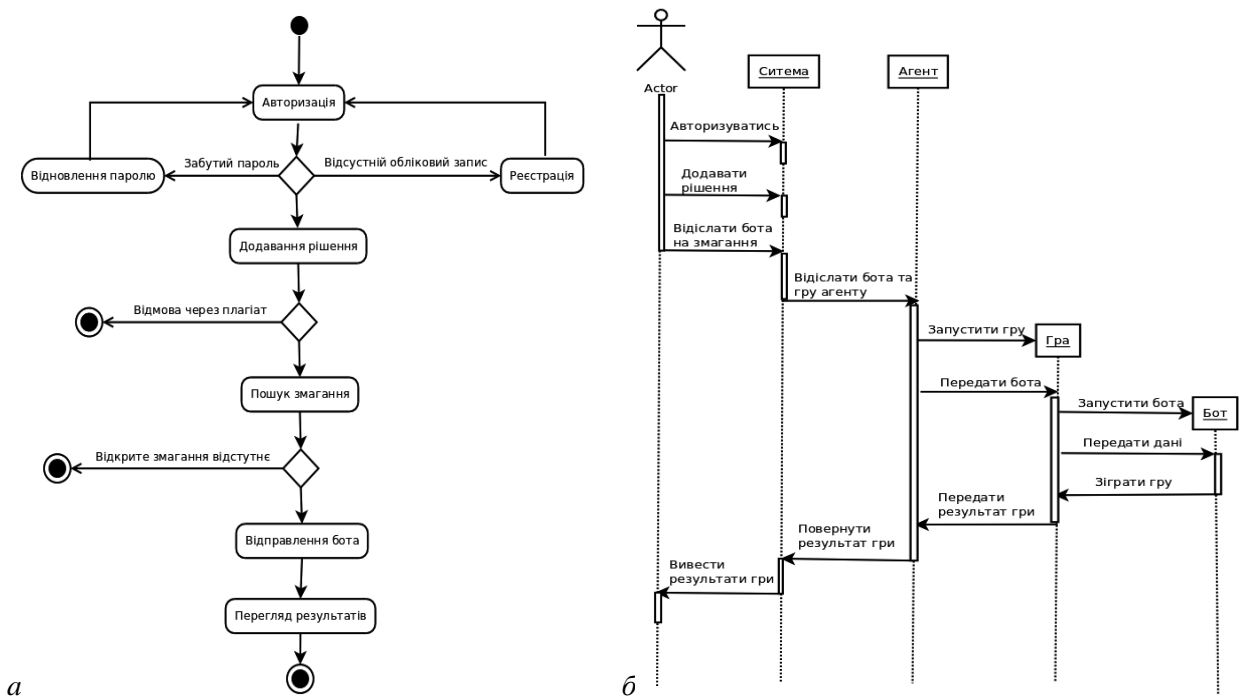 Авторизація
Забутий пароль
Відсустній обліковий запис
Відновлення паролю
Реєстрація
Додавання рішення
Відмова через плагіат
Пошук змагання
Відкрите змагання відстутнє
Відправлення бота
Перегляд результатів
а
Actor
Ситема
Агент
Авторизуватись
Додавати
рішення
Відіслати бота
на змагання
Відіслати бота та
гру агенту
Запустити гру
Гра
Передати бота
Запустити бота
Бот
Передати дані
Зіграти гру
Передати
результат гри
Повернути
результат гри
Вивести
результати гри
б